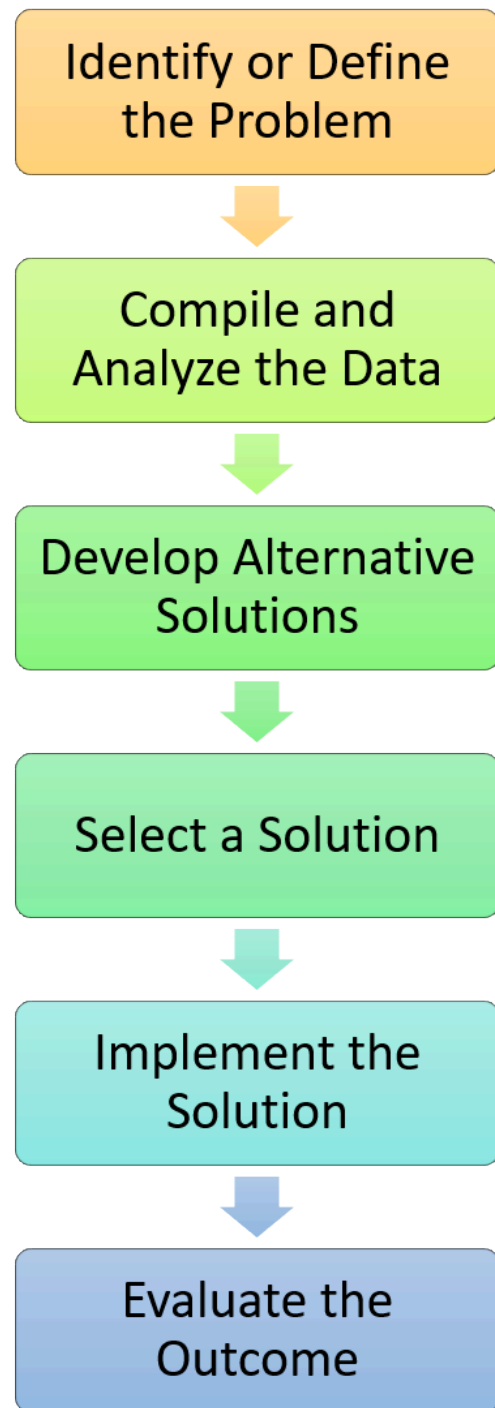 Identify or Define
the Problem
Compile and
Analyze the Data
Develop Alternative
Solutions
Select a Solution
Implement the
Solution
Evaluate the
Outcome